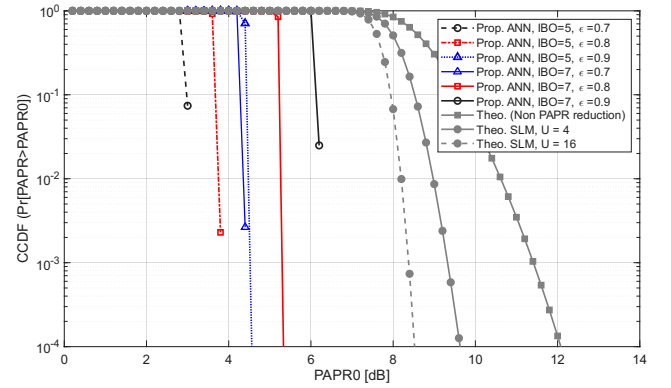 CCDF (Pr[PAPR>PAPR0])
10^0
10^-1
10^-2
10^-3
10^-4
0
2
4
6
8
10
12
14
PAPR0 [dB]
Prop. ANN, IBO=5, ϵ=0.7
Prop. ANN, IBO=5, ϵ=0.8
Prop. ANN, IBO=5, ϵ=0.9
Prop. ANN, IBO=7, ϵ=0.7
Prop. ANN, IBO=7, ϵ=0.8
Prop. ANN, IBO=7, ϵ=0.9
Theo. (Non PAPR reduction)
Theo. SLM, U = 4
Theo. SLM, U = 16